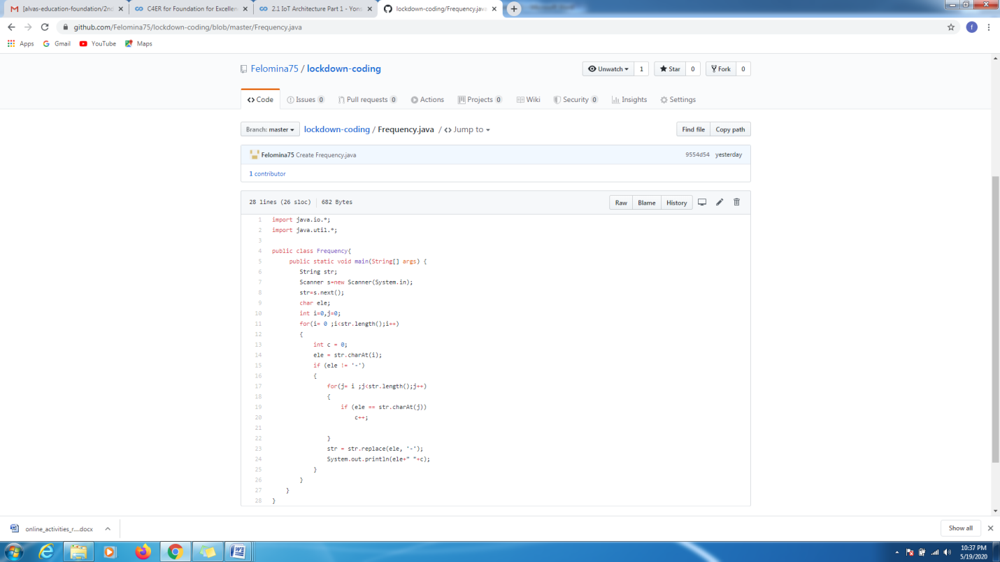 [alvas-education-foundation/2nd
C4ER for Foundation for Excellen
2.1 IoT Architecture Part 1 - Yons
lockdown-coding/Frequency.java
github.com/Felomina75/lockdown-coding/blob/master/Frequency.java
f
Apps
Gmail
YouTube
Maps
Felomina75 / lockdown-coding
Unwatch 1
Star 0
Fork 0
Code
Issues 0
Pull requests 0
Actions
Projects 0
Wiki
Security 0
Insights
Settings
Branch: master
lockdown-coding / Frequency.java / <> Jump to
Find file
Copy path
Felomina75 Create Frequency.java
9554d54 yesterday
1 contributor
28 lines (26 sloc) 682 Bytes
Raw
Blame
History
1 import java.io.*;
2 import java.util.*;
3
4 public class Frequency{
5 public static void main(String[] args) {
6 String str;
7 Scanner s=new Scanner(System.in);
8 str=s.next();
9 char ele;
10 int i=0,j=0;
11 for(i= 0 ;i<str.length();i++)
12 {
13 int c = 0;
14 ele = str.charAt(i);
15 if (ele != '-')
16 {
17 for(j= i ;j<str.length();j++)
18 {
19 if (ele == str.charAt(j))
20 c++;
21
22 }
23 str = str.replace(ele, '-');
24 System.out.println(ele+" "+c);
25 }
26 }
27 }
28 }
online_activities_r....docx
Show all
10:37 PM
5/19/2020